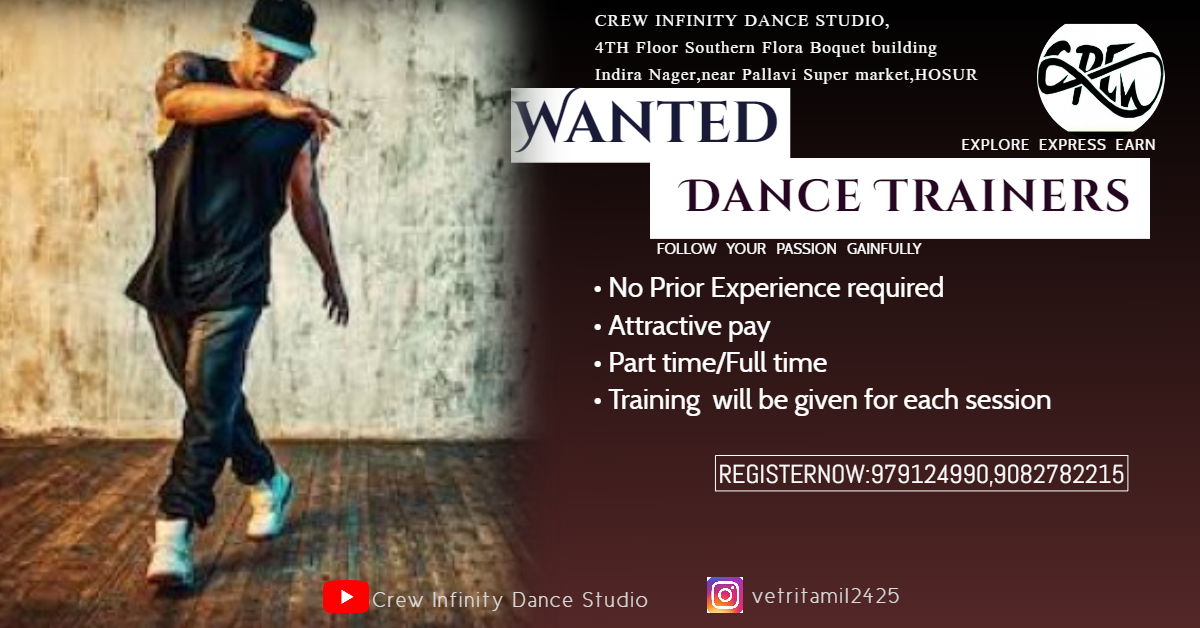 CREW INFINITY DANCE STUDIO,
4TH Floor Southern Flora Boquet building
Indira Nager,near Pallavi Super market,HOSUR
EXPLORE EXPRESS EARN
WANTED
DANCE TRAINERS
FOLLOW YOUR PASSION GAINFULLY
• No Prior Experience required
• Attractive pay
• Part time/Full time
• Training will be given for each session
REGISTERNOW:979124990,9082782215
Crew Infinity Dance Studio
vetritamil2425